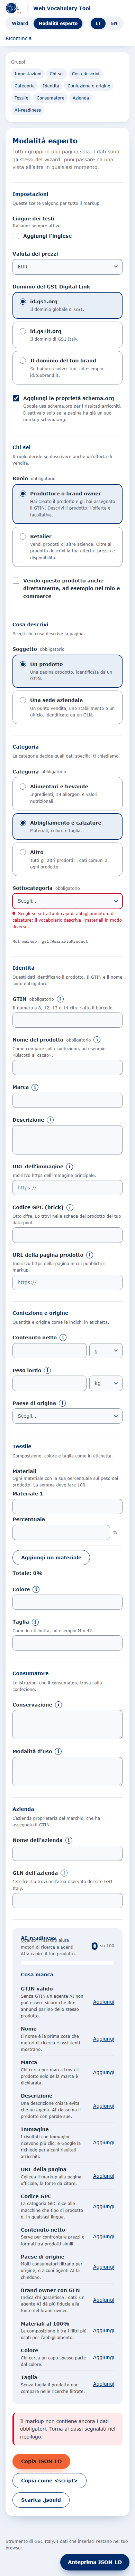 Web Vocabulary Tool
Wizard
Modalità esperto
IT
EN
Ricomincia
Gruppi
Impostazioni
Chi sei
Cosa descrivi
Categoria
Identità
Confezione e origine
Tessile
Consumatore
Azienda
AI-readiness
Modalità esperto
Tutti i gruppi in una pagina sola. I dati sono gli stessi del wizard: puoi passare da una vista all'altra in qualsiasi momento.
Impostazioni
Queste scelte valgono per tutto il markup.
Lingue dei testi
Italiano: sempre attivo
Aggiungi l'inglese
Valuta dei prezzi
EUR
Dominio del GS1 Digital Link
id.gs1.org
Il dominio globale di GS1.
id.gs1it.org
Il dominio di GS1 Italy.
Il dominio del tuo brand
Se hai un resolver tuo, ad esempio id.tuobrand.it.
Aggiungi le proprietà schema.org
Google usa schema.org per i risultati arricchiti. Disattivale solo se la pagina ha già un suo markup schema.org.
Chi sei
Il ruolo decide se descrivere anche un'offerta di vendita.
Ruolo obbligatorio
Produttore o brand owner
Hai creato il prodotto e gli hai assegnato il GTIN. Descrivi il prodotto: l'offerta è facoltativa.
Retailer
Vendi prodotti di altre aziende. Oltre al prodotto descrivi la tua offerta: prezzo e disponibilità.
Vendo questo prodotto anche direttamente, ad esempio nel mio e-commerce
Cosa descrivi
Scegli che cosa descrive la pagina.
Soggetto obbligatorio
Un prodotto
Una pagina prodotto, identificata da un GTIN.
Una sede aziendale
Un punto vendita, uno stabilimento o un ufficio, identificato da un GLN.
Categoria
La categoria decide quali dati specifici ti chiediamo.
Categoria obbligatorio
Alimentari e bevande
Ingredienti, 14 allergeni e valori nutrizionali.
Abbigliamento e calzature
Materiali, colore e taglia.
Altro
Tutti gli altri prodotti: i dati comuni a ogni prodotto.
Sottocategoria obbligatorio
Scegli...
Scegli se si tratta di capi di abbigliamento o di calzature: il vocabolario descrive i materiali in modo diverso.
Nel markup: gs1:WearableProduct
Identità
Questi dati identificano il prodotto. Il GTIN e il nome sono obbligatori.
GTIN obbligatorio
Il numero a 8, 12, 13 o 14 cifre sotto il barcode.
Nome del prodotto obbligatorio
Come compare sulla confezione, ad esempio «Biscotti al cacao».
Marca
Descrizione
URL dell'immagine
Indirizzo https dell'immagine principale.
https://
Codice GPC (brick)
Otto cifre. Lo trovi nella scheda del prodotto del tuo data pool.
URL della pagina prodotto
Indirizzo https della pagina in cui pubblichi il markup.
https://
Confezione e origine
Quantità e origine come le indichi in etichetta.
Contenuto netto
g
Peso lordo
kg
Paese di origine
Scegli...
Tessile
Composizione, colore e taglia come in etichetta.
Materiali
Ogni materiale con la sua percentuale sul peso del prodotto. La somma deve fare 100.
Materiale 1
Percentuale
%
Aggiungi un materiale
Totale: 0%
Colore
Taglia
Come in etichetta, ad esempio M o 42.
Consumatore
Le istruzioni che il consumatore trova sulla confezione.
Conservazione
Modalità d'uso
Azienda
L'azienda proprietaria del marchio, che ha assegnato il GTIN.
Nome dell'azienda
GLN dell'azienda
13 cifre. Lo trovi nell'area riservata del sito GS1 Italy.
AI-readiness
motori di ricerca e agenti AI a capire il tuo prodotto.
0 su 100
Cosa manca
GTIN valido
Senza GTIN un agente AI non può essere sicuro che due annunci parlino dello stesso prodotto.
Aggiungi
Nome
Il nome è la prima cosa che motori di ricerca e assistenti mostrano.
Aggiungi
Marca
Chi cerca per marca trova il prodotto solo se la marca è dichiarata.
Aggiungi
Descrizione
Una descrizione chiara evita che un agente AI riassuma il prodotto con parole sue.
Aggiungi
Immagine
I risultati con immagine ricevono più clic, e Google la richiede per alcuni risultati arricchiti.
Aggiungi
URL della pagina
Collega il markup alla pagina ufficiale, la fonte da citare.
Aggiungi
Codice GPC
La categoria GPC dice alle macchine che tipo di prodotto è, in qualsiasi lingua.
Aggiungi
Contenuto netto
Serve per confrontare prezzi e formati tra prodotti simili.
Aggiungi
Paese di origine
Molti consumatori filtrano per origine, e alcuni agenti AI la chiedono.
Aggiungi
Brand owner con GLN
Indica chi garantisce i dati: un agente AI dà più fiducia alla fonte del brand owner.
Aggiungi
Materiali al 100%
La composizione è tra i filtri più usati per l'abbigliamento.
Aggiungi
Colore
Chi cerca un capo spesso parte dal colore.
Aggiungi
Taglia
Senza taglia il prodotto non compare nelle ricerche filtrate.
Aggiungi
Il markup non contiene ancora i dati obbligatori. Torna ai passi segnalati nel riepilogo.
Copia JSON-LD
Copia come <script>
Scarica .jsonld
Strumento di GS1 Italy. I dati che inserisci restano nel tuo browser.
Anteprima JSON-LD